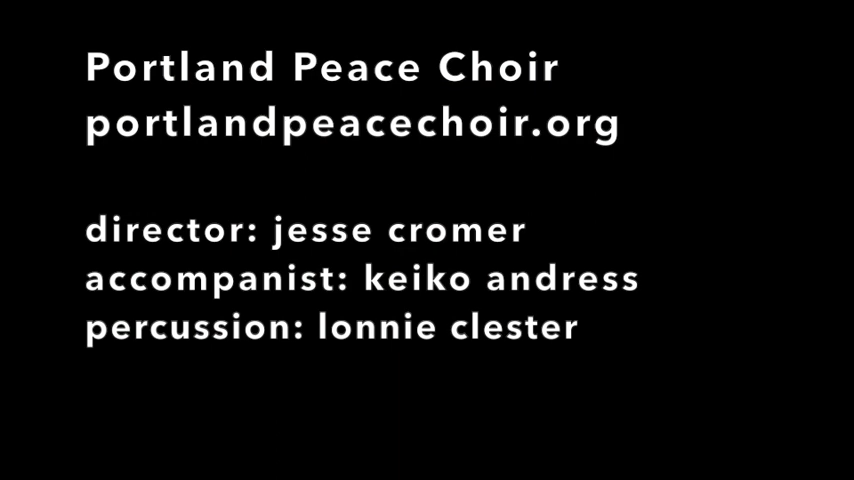 Portland Peace Choir
portlandpeacechoir.org
director: jesse cromer
accompanist: keiko andress
percussion: lonnie clester